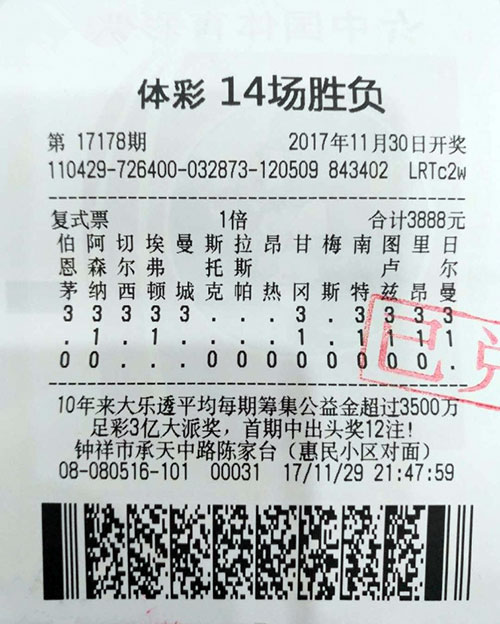 体彩 14场胜负
第 17178期 2017年11月30日开奖
110429-726400-032873-120509 843402 LRTc2w
复式票 1倍 合计3888元
伯 阿 切 埃 曼 斯 拉 昂 甘 梅 南 图 里 日
恩 森 尔 弗 托 斯 卢 尔
茅 纳 西 顿 城 克 帕 热 冈 斯 特 兹 昂 曼
3 3 3 3 3 . . . 3 . 3 3 3 3
. 1 . 1 . . . . 1 . 1 1 1 1
0 0 . . . 0 0 0 0 0 0 0 0 .
已
10年来大乐透平均每期筹集公益金超过3500万
足彩3亿大派奖，首期中出头奖12注！
钟祥市承天中路陈家台（惠民小区对面）
08-080516-101 00031 17/11/29 21:47:59